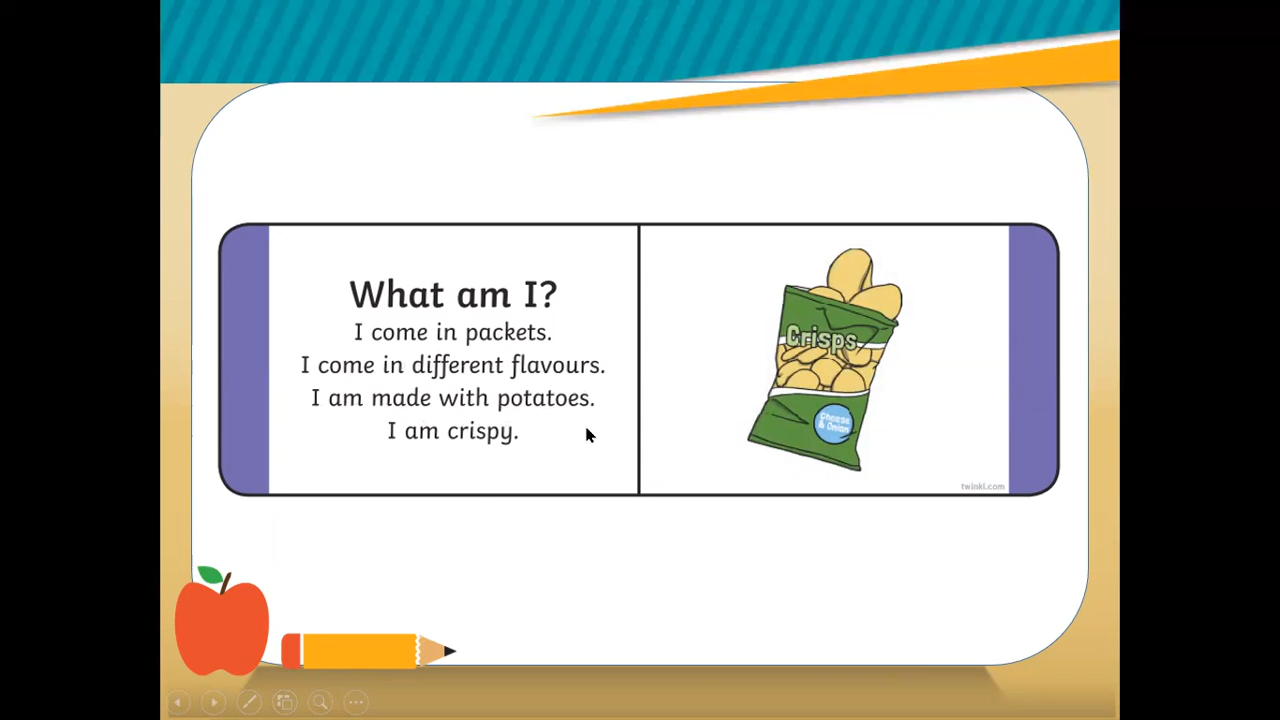 What am I?
I come in packets.
I come in different flavours.
I am made with potatoes.
I am crispy.
Crisps
Cheese
& Onion
twinkl.com